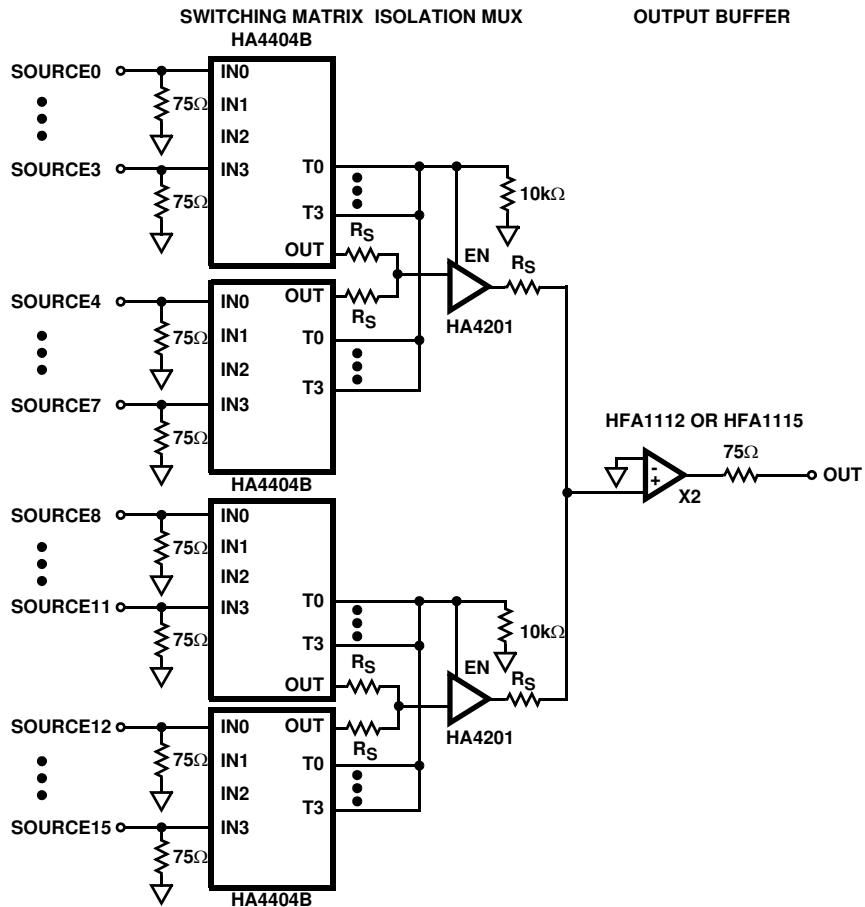 SWITCHING MATRIX ISOLATION MUX OUTPUT BUFFER
HA4404B
SOURCE0 IN0
75Ω IN1
IN2
SOURCE3 IN3 T0
75Ω 10kΩ
T3
RS
OUT EN RS
SOURCE4 IN0 OUT
RS
75Ω IN1 HA4201
T0
IN2
T3
SOURCE7 IN3
75Ω
HFA1112 OR HFA1115
75Ω
- OUT
+
X2
HA4404B
SOURCE8 IN0
75Ω IN1
IN2
SOURCE11 IN3 T0
75Ω 10kΩ
T3
RS EN
OUT RS
SOURCE12 IN0 OUT
RS HA4201
75Ω IN1 T0
IN2
T3
SOURCE15 IN3
75Ω
HA4404B